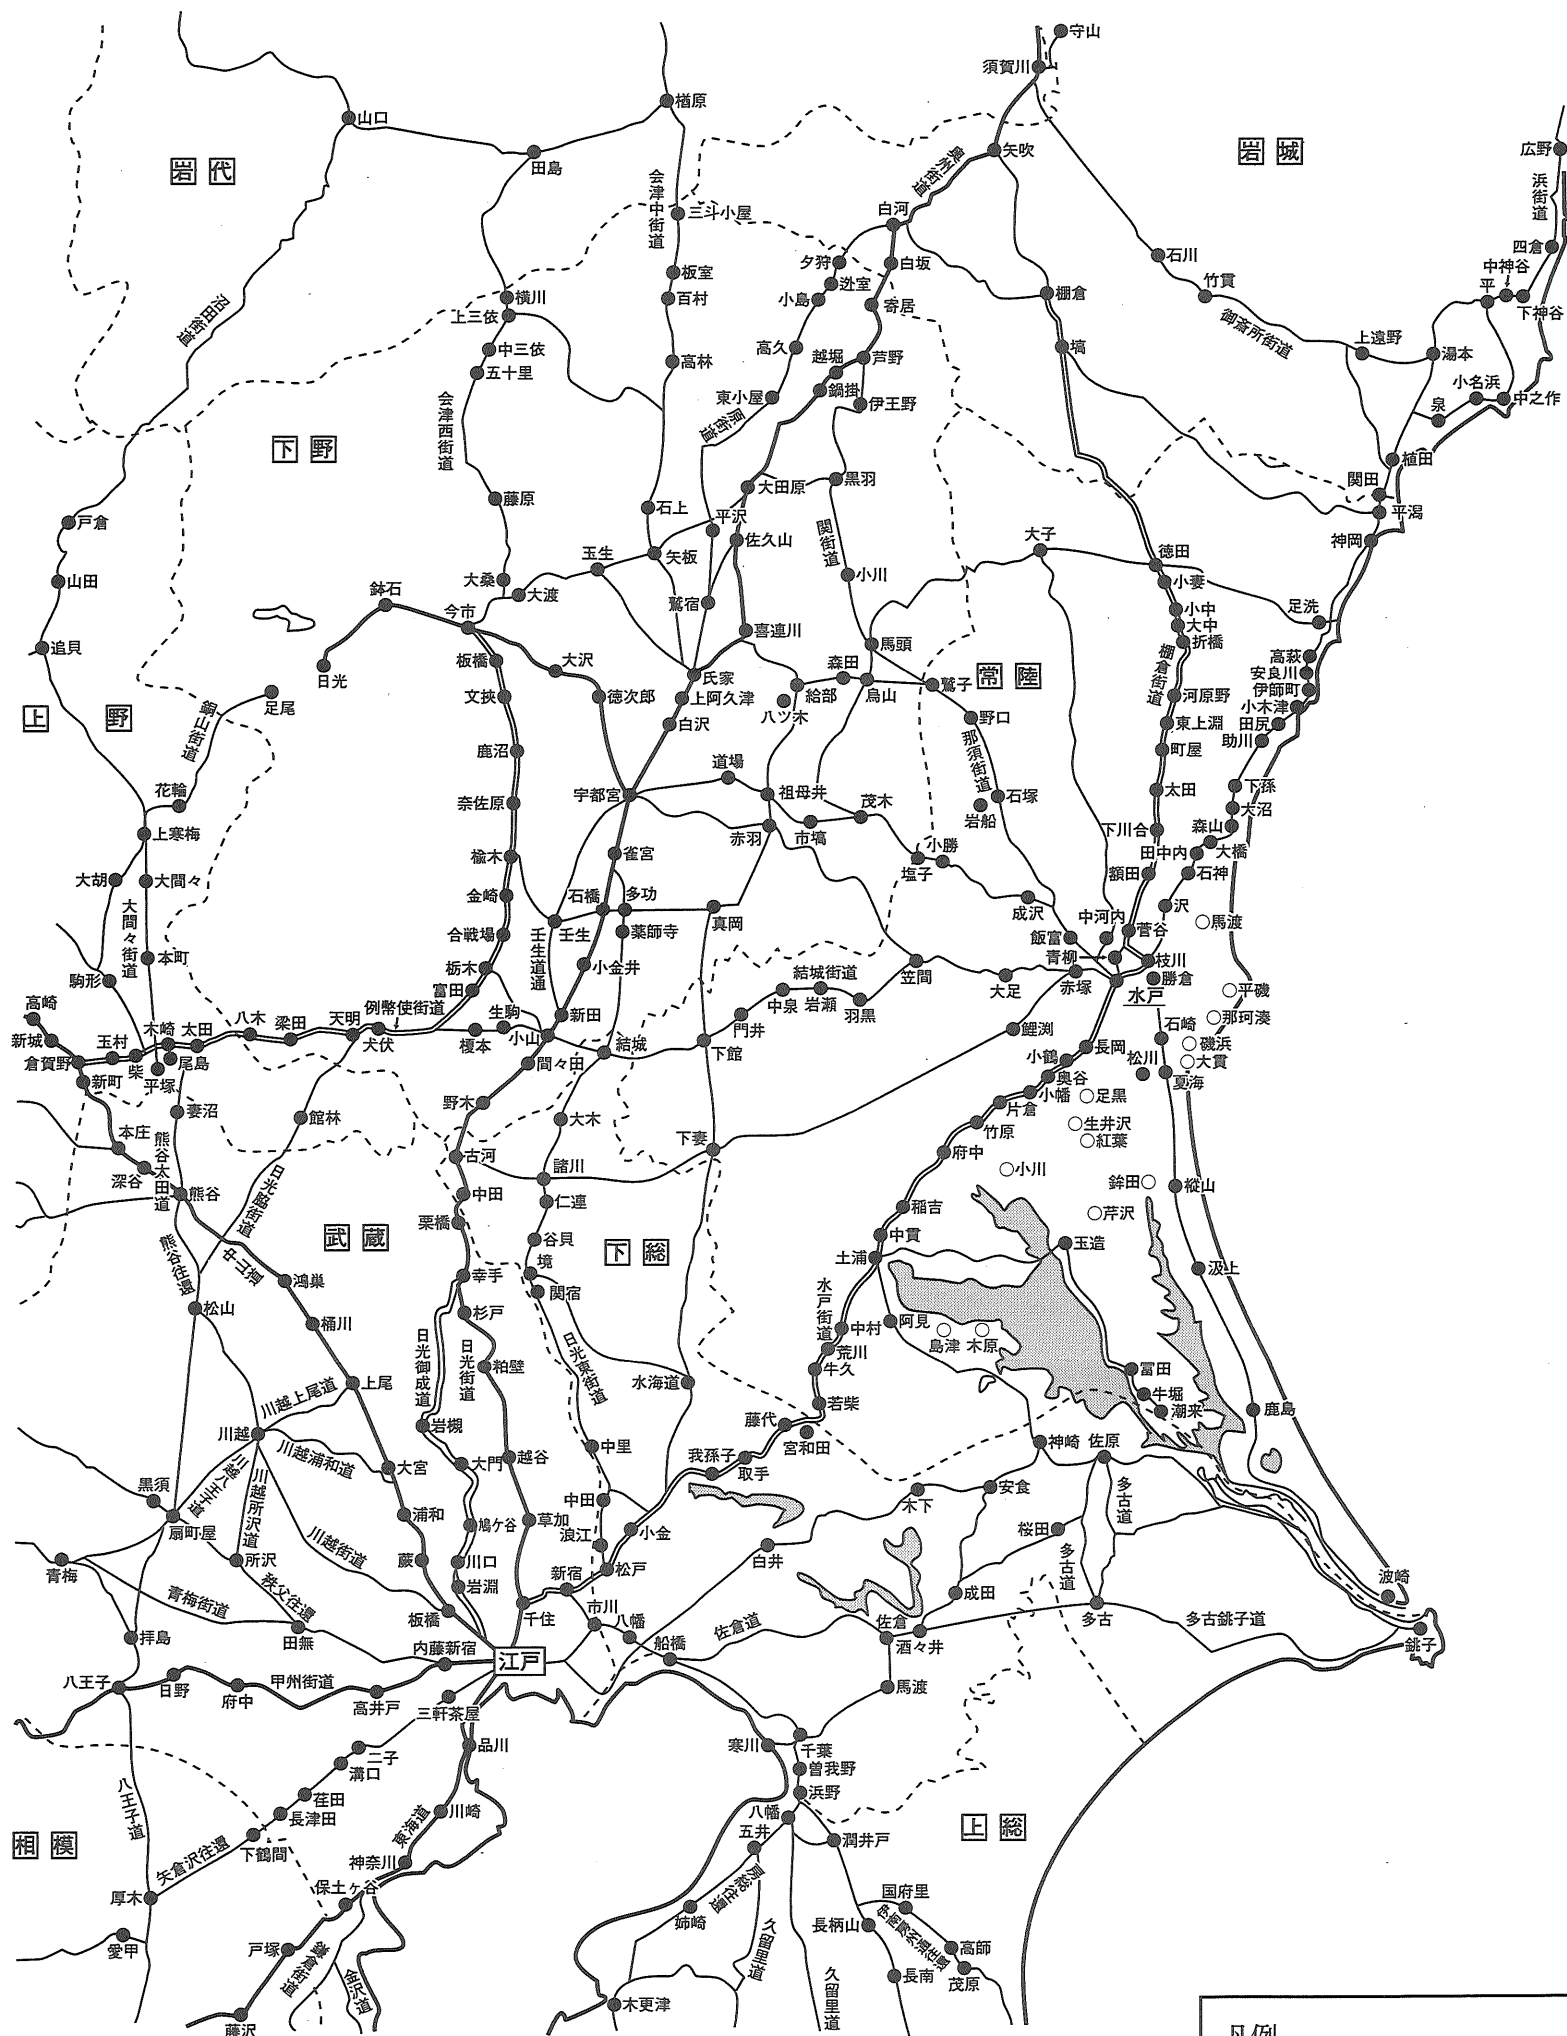 守山
須賀川
楢原
山口
岩城
矢吹
広野
田島
岩代
奥州街道
会津中街道
浜街道
三斗小屋
白河
四倉
石川
中神谷
夕狩
白坂
板室
竹貫
平
迯室
横川
百村
小島
棚倉
寄居
下神谷
上三依
沼田街道
御斎所街道
中三依
高久
越堀
芦野
塙
上遠野
湯本
高林
五十里
鍋掛
小名浜
東小屋
伊王野
中之作
泉
原街道
会津西街道
下野
植田
大田原
黒羽
関田
藤原
石上
平潟
戸倉
平沢
関街道
佐久山
大子
神岡
玉生
矢板
徳田
山田
大桑
小川
小妻
鉢石
大渡
鷲宿
今市
小中
足洗
大中
喜連川
折橋
追貝
馬頭
棚倉街道
高萩
板橋
大沢
森田
安良川
日光
氏家
常陸
伊師町
文挾
徳次郎
上阿久津
給部
烏山
鷲子
河原野
足尾
小木津
上野
八ツ木
野口
東上淵
田尻
白沢
銅山街道
助川
鹿沼
那須街道
町屋
道場
花輪
奈佐原
宇都宮
祖母井
茂木
石塚
太田
下孫
岩船
大沼
上寒梅
赤羽
市塙
下川合
森山
楡木
雀宮
小勝
田中内
大橋
塩子
大胡
大間々
額田
石神
金崎
石橋
多功
成沢
沢
大間々街道
真岡
中河内
馬渡
合戦場
壬生
薬師寺
飯富
菅谷
壬生道通
青柳
本町
栃木
小金井
笠間
枝川
駒形
結城街道
大足
赤塚
勝倉
富田
中泉
岩瀬
水戸
平磯
高崎
例幣使街道
羽黒
新田
門井
那珂湊
生駒
木崎
太田
八木
梁田
天明
鯉渕
石崎
新城
犬伏
榎本
小山
磯浜
玉村
結城
下館
長岡
倉賀野
柴
尾島
小鶴
松川
大貫
新町
平塚
間々田
奥谷
夏海
野木
小幡
足黒
妻沼
館林
大木
片倉
本庄
竹原
生井沢
熊谷太田道
下妻
紅葉
古河
府中
深谷
諸川
小川
日光脇街道
熊谷
中田
鉾田
樅山
仁連
稲吉
芹沢
栗橋
武蔵
谷貝
下総
中貫
玉造
熊谷往還
中山道
境
土浦
汲上
幸手
鴻巣
関宿
松山
杉戸
水戸街道
阿見
桶川
中村
島津
木原
日光御成道
日光街道
日光東街道
荒川
粕壁
牛久
富田
上尾
水海道
牛堀
川越上尾道
若柴
潮来
鹿島
岩槻
藤代
川越
宮和田
中里
神崎
佐原
川越浦和道
我孫子
越谷
大門
大宮
取手
川越八王子道
川越所沢道
黒須
安食
中田
木下
多古道
浦和
鳩ケ谷
草加
扇町屋
小金
桜田
浪江
川越街道
白井
蕨
川口
青梅
所沢
松戸
多古道
新宿
岩淵
成田
波崎
秩父往還
青梅街道
千住
市川
板橋
八幡
佐倉
多古
多古銚子道
佐倉道
田無
拝島
酒々井
銚子
内藤新宿
江戸
船橋
八王子
日野
甲州街道
馬渡
府中
高井戸
三軒茶屋
品川
寒川
千葉
二子
溝口
曽我野
八王子道
荏田
浜野
長津田
川崎
東海道
八幡
上総
相模
五井
潤井戸
矢倉沢往還
下鶴間
神奈川
房総往還
保土ヶ谷
国府里
厚木
姉崎
伊南房州通往還
長柄山
愛甲
戸塚
久留里道
高師
鎌倉街道
金沢道
長南
茂原
久留里道
木更津
藤沢
凡例